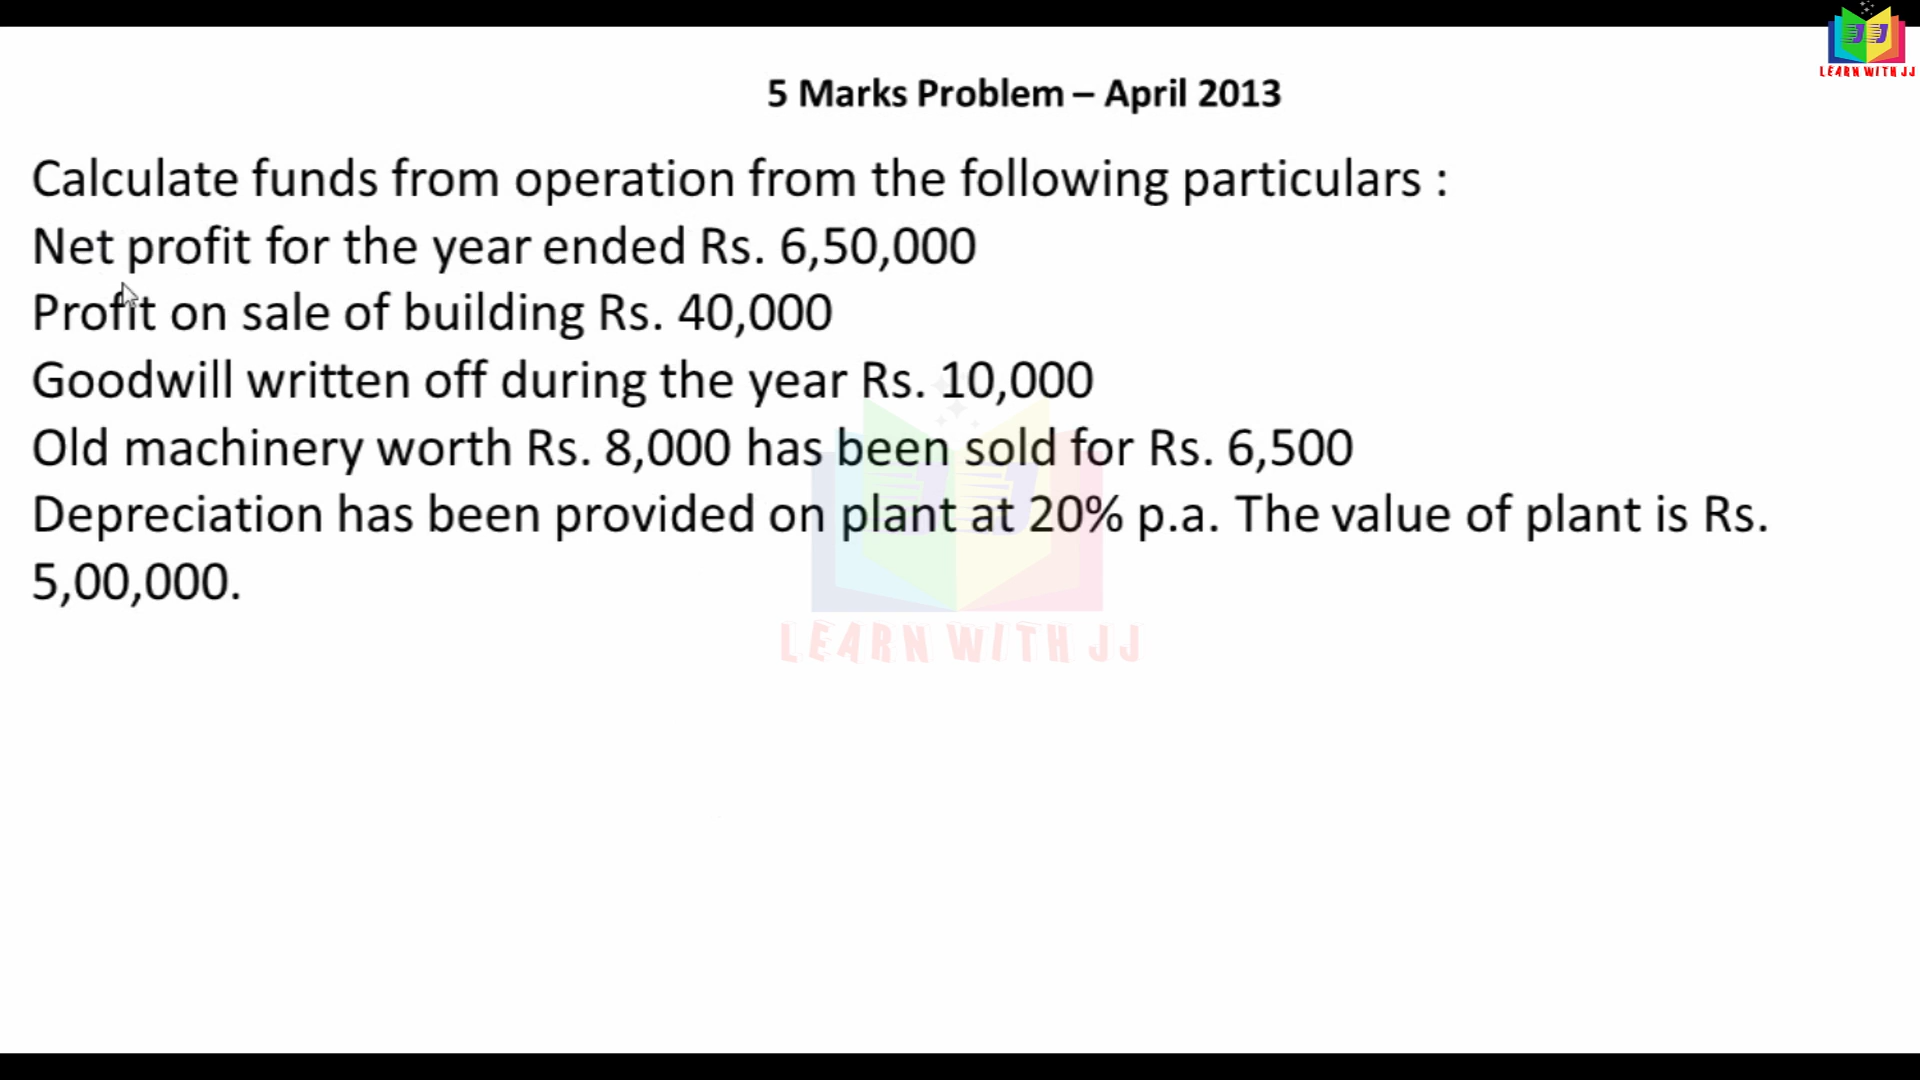 LEARN WITH JJ
5 Marks Problem – April 2013
Calculate funds from operation from the following particulars :
Net profit for the year ended Rs. 6,50,000
Profit on sale of building Rs. 40,000
Goodwill written off during the year Rs. 10,000
Old machinery worth Rs. 8,000 has been sold for Rs. 6,500
Depreciation has been provided on plant at 20% p.a. The value of plant is Rs.
5,00,000.
LEARN WITH JJ